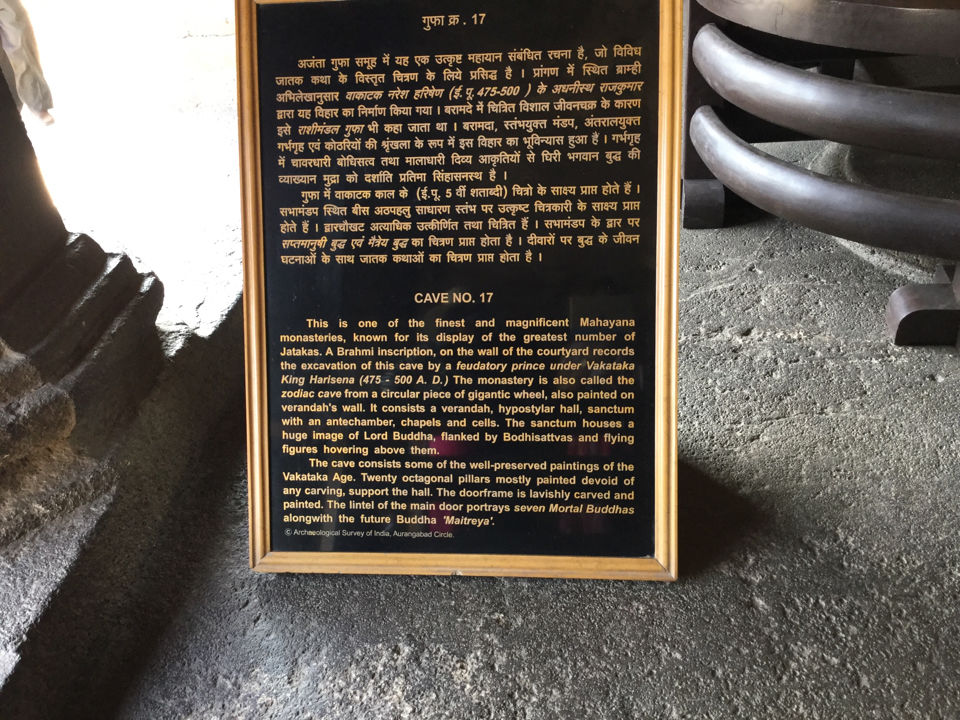 गुफा क्र . 17
अजंता गुफा समूह में यह एक उत्कृष्ट महायान संबंधित रचना है, जो विविध
जातक कथा के विस्तृत चित्रण के लिये प्रसिद्ध है । प्रांगण में स्थित ब्राम्ही
अभिलेखानुसार वाकाटक नरेश हरिषेण (ई. पू. 475-500 ) के अधनीस्थ राजकुमार
द्वारा यह विहार का निर्माण किया गया । बरामदे में चित्रित विशाल जीवनचक्र के कारण
इसे राशीमंडल गुफा भी कहा जाता था । बरामदा, स्तंभयुक्त मंडप, अंतरालयुक्त
गर्भगृह एवं कोठरियों की श्रृंखला के रूप में इस विहार का भूविन्यास हुआ हैं । गर्भगृह
में चावरधारी बोधिसत्व तथा मालाधारी दिव्य आकृतियों से घिरी भगवान बुद्ध की
व्याख्यान मुद्रा को दर्शाति प्रतिमा सिंहासनस्थ है ।
गुफा में वाकाटक काल के (ई.पू. 5 वीं शताब्दी) चित्रो के साक्ष्य प्राप्त होते हैं ।
सभामंडप स्थित बीस अठपहलु साधारण स्तंभ पर उत्कृष्ट चित्रकारी के साक्ष्य प्राप्त
होते हैं । द्वारचौखट अत्याधिक उत्कीर्णित तथा चित्रित हैं । सभामंडप के द्वार पर
सप्तमानुषी बुद्ध एवं मैत्रेय बुद्ध का चित्रण प्राप्त होता है । दीवारों पर बुद्ध के जीवन
घटनाओं के साथ जातक कथाओं का चित्रण प्राप्त होता है ।
CAVE NO. 17
This is one of the finest and magnificent Mahayana
monasteries, known for its display of the greatest number of
Jatakas. A Brahmi inscription, on the wall of the courtyard records
the excavation of this cave by a feudatory prince under Vakataka
King Harisena (475 - 500 A. D.) The monastery is also called the
zodiac cave from a circular piece of gigantic wheel, also painted on
verandah's wall. It consists a verandah, hypostylar hall, sanctum
with an antechamber, chapels and cells. The sanctum houses a
huge image of Lord Buddha, flanked by Bodhisattvas and flying
figures hovering above them.
The cave consists some of the well-preserved paintings of the
Vakataka Age. Twenty octagonal pillars mostly painted devoid of
any carving, support the hall. The doorframe is lavishly carved and
painted. The lintel of the main door portrays seven Mortal Buddhas
alongwith the future Buddha 'Maitreya'.
© Archaeological Survey of India, Aurangabad Circle.